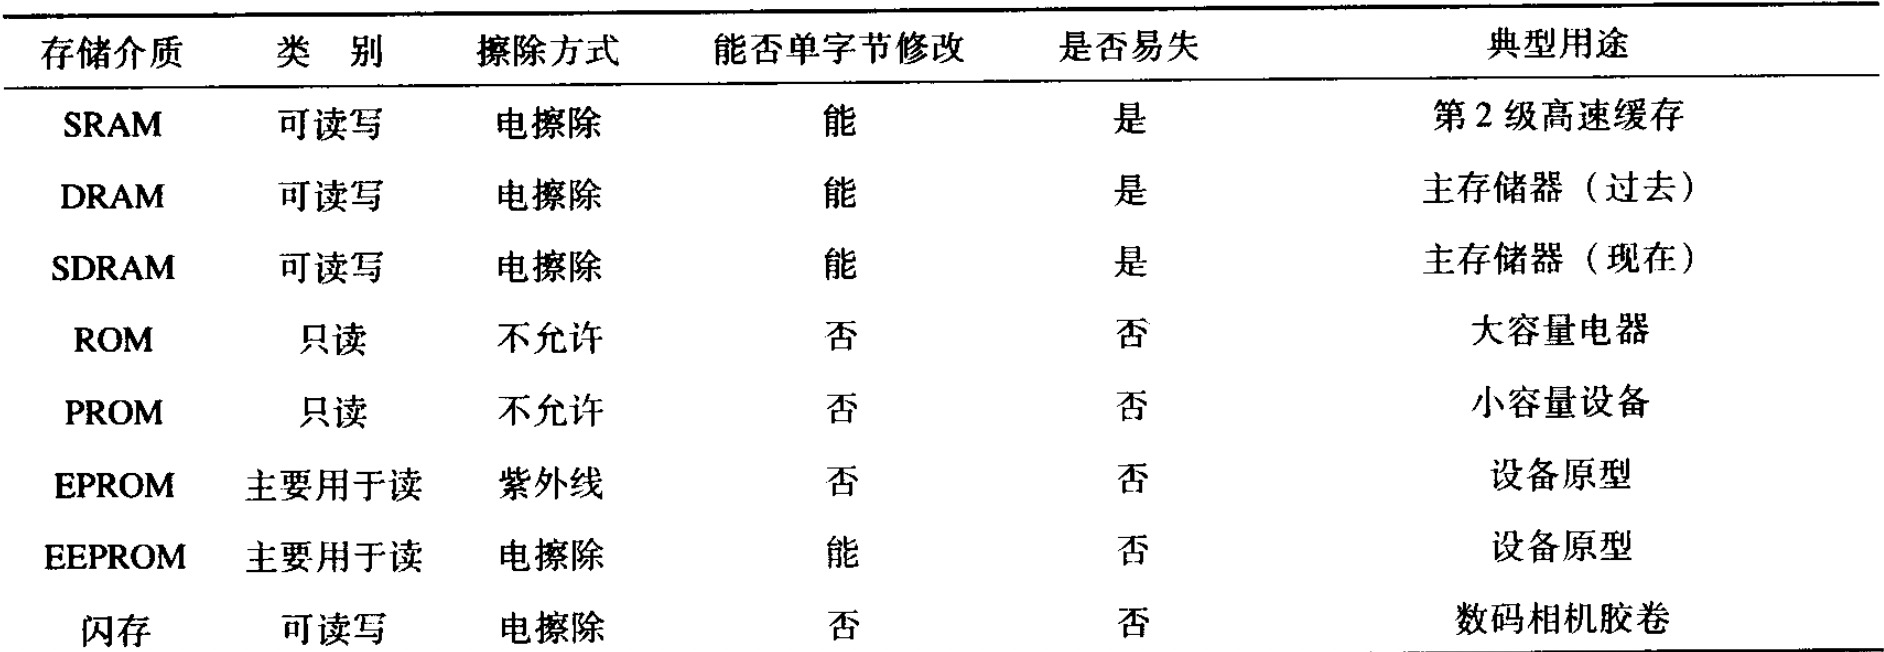 存储介质 类 别 擦除方式 能否单字节修改 是否易失 典型用途
SRAM 可读写 电擦除 能 是 第2级高速缓存
DRAM 可读写 电擦除 能 是 主存储器（过去）
SDRAM 可读写 电擦除 能 是 主存储器（现在）
ROM 只读 不允许 否 否 大容量电器
PROM 只读 不允许 否 否 小容量设备
EPROM 主要用于读 紫外线 否 否 设备原型
EEPROM 主要用于读 电擦除 能 否 设备原型
闪存 可读写 电擦除 否 否 数码相机胶卷